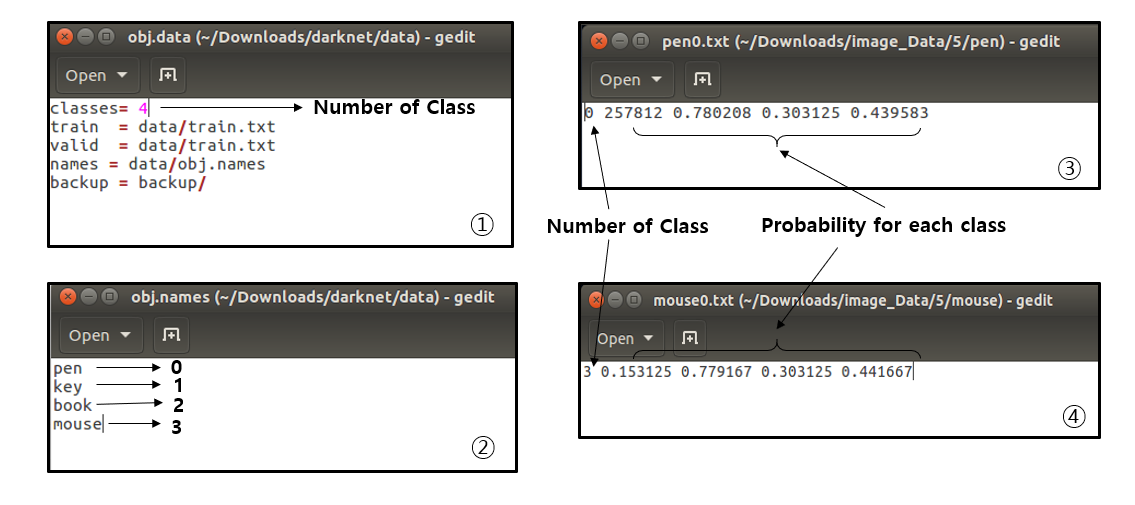 obj.data (~/Downloads/darknet/data) - gedit
Open
classes= 4
Number of Class
train = data/train.txt
valid = data/train.txt
names = data/obj.names
backup = backup/
①
obj.names (~/Downloads/darknet/data) - gedit
Open
pen 0
key 1
book 2
mouse 3
②
pen0.txt (~/Downloads/image_Data/5/pen) - gedit
Open
0 257812 0.780208 0.303125 0.439583
③
Number of Class
Probability for each class
mouse0.txt (~/Downloads/image_Data/5/mouse) - gedit
Open
3 0.153125 0.779167 0.303125 0.441667
④